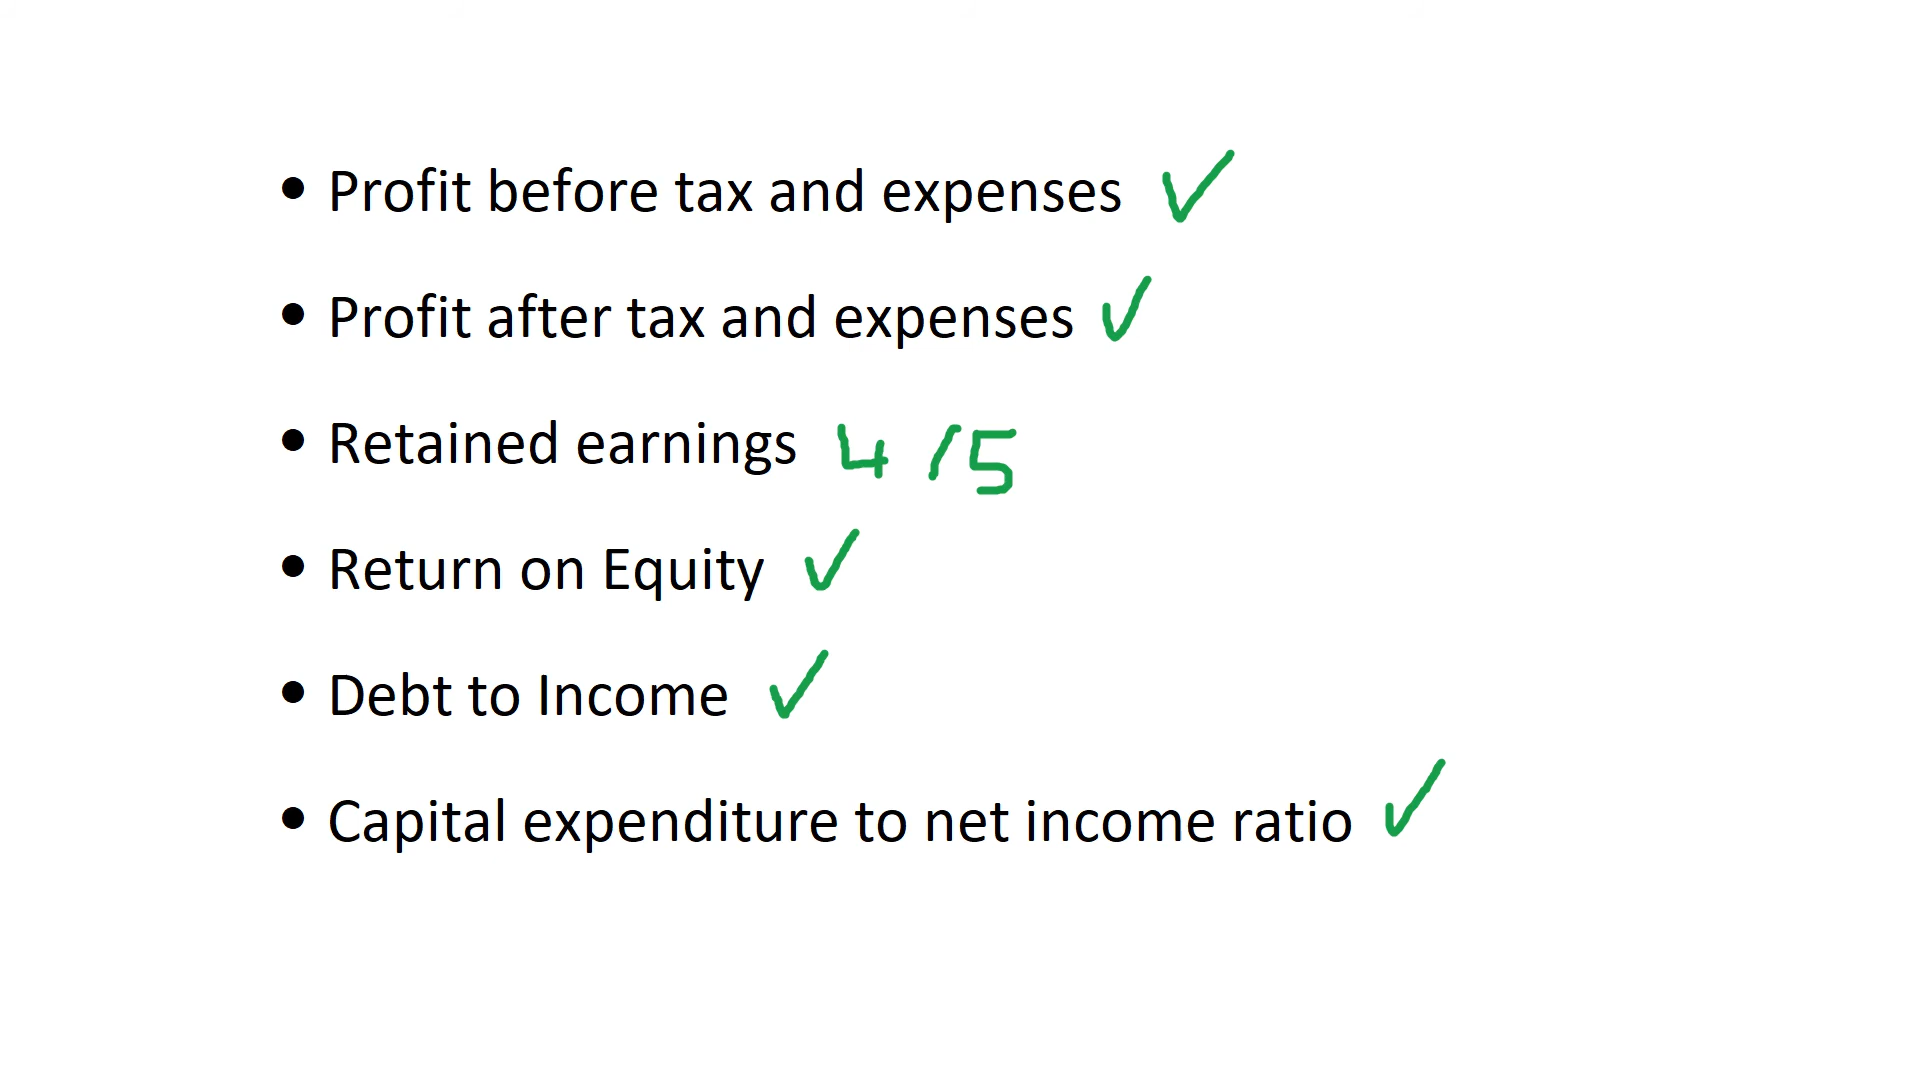 • Profit before tax and expenses ✓
• Profit after tax and expenses ✓
• Retained earnings 4/5
• Return on Equity ✓
• Debt to Income ✓
• Capital expenditure to net income ratio ✓